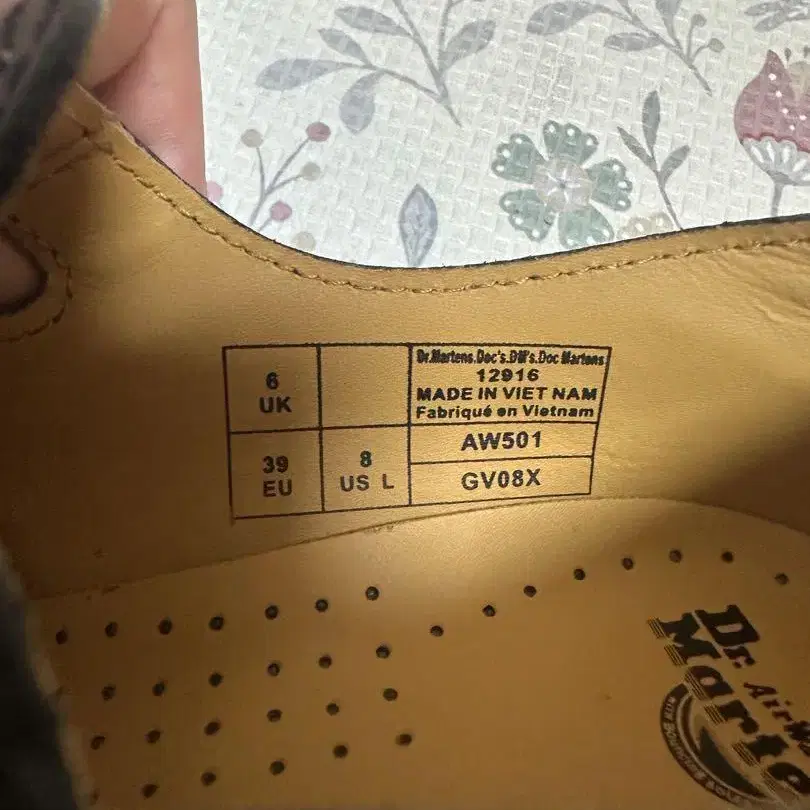 6
UK
Dr.Martens.Doc's.DM's.Doc Martens
12916
MADE IN VIET NAM
Fabriqué en Vietnam
39
EU
8
US L
AW501
GV08X
Dr.
Marte
AirW